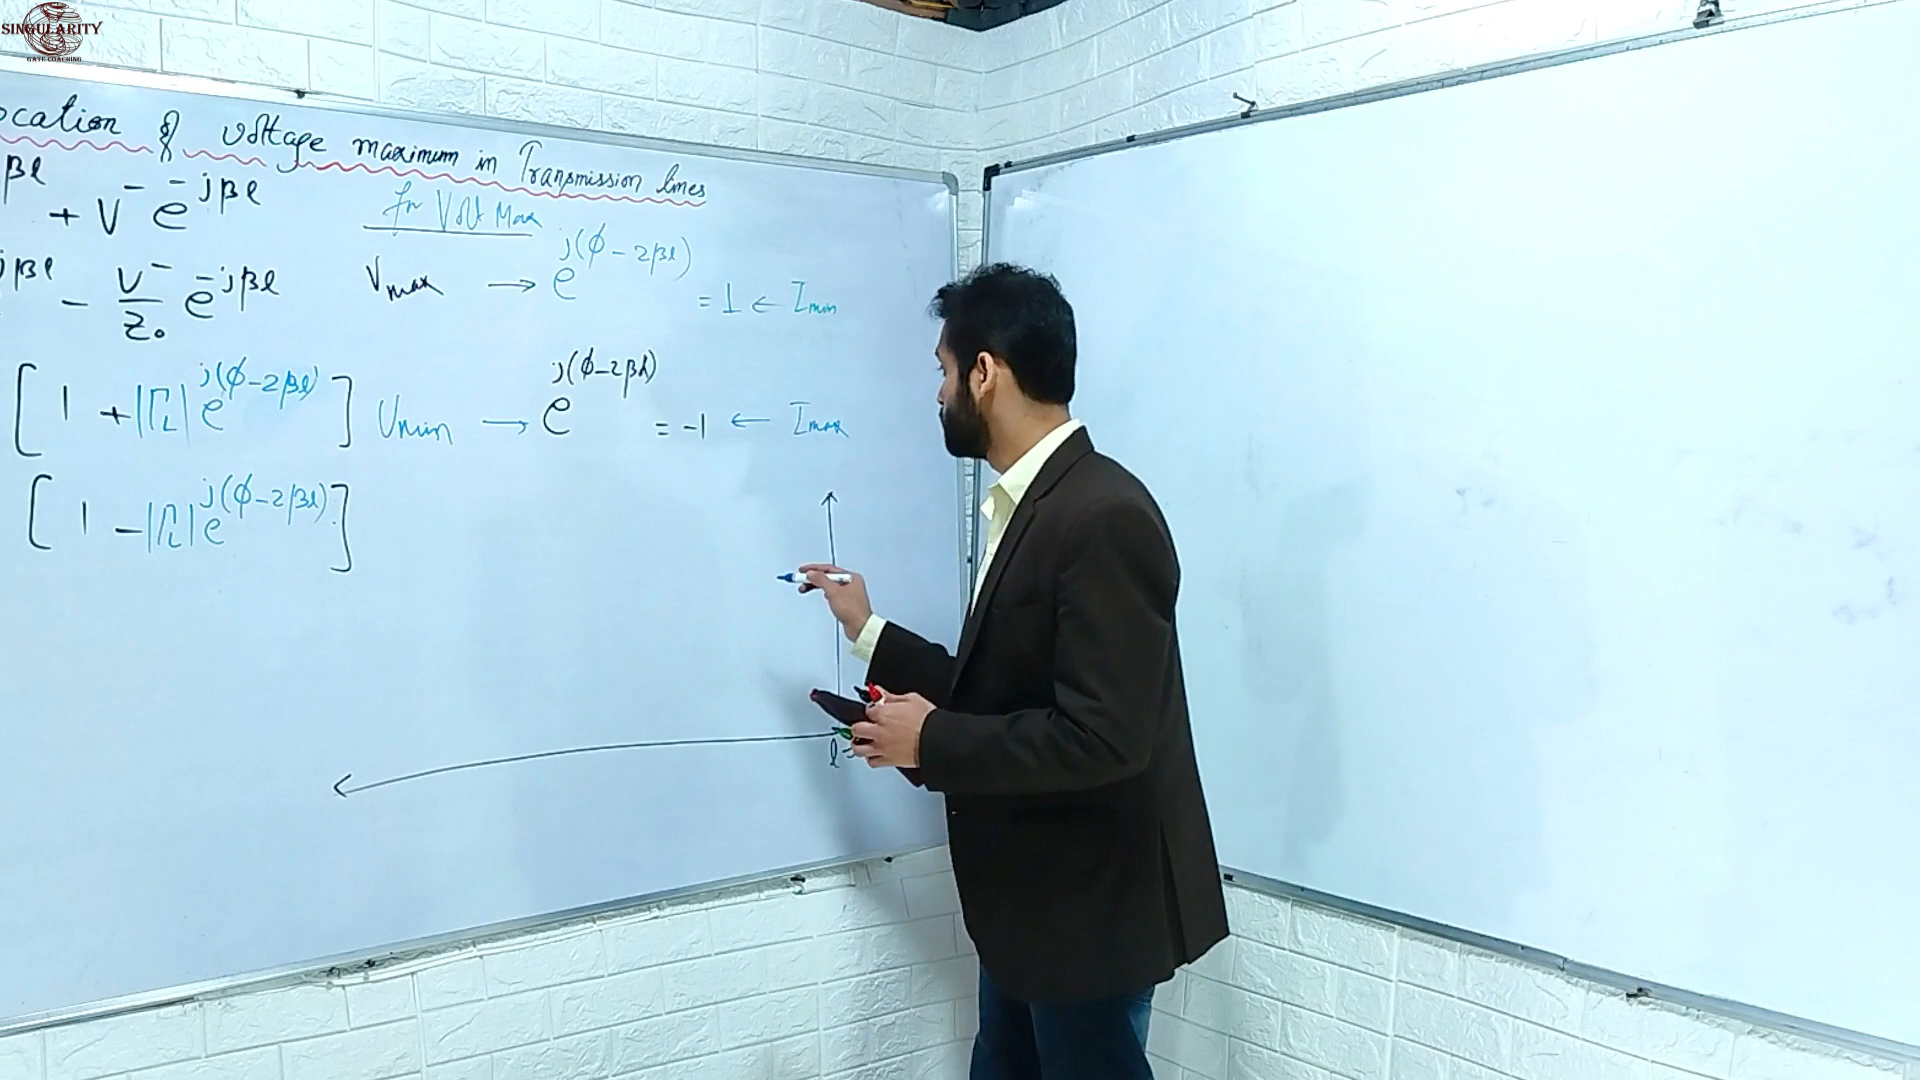 SINGULARITY
GATE COACHING
ocation of voltage maximum in Transmission lines
βl + V⁻ e^{-jβl}
for Volt Max
jβl - V⁻/Z₀ e^{-jβl}
Vmax → e^{j(ϕ-2βl)} = 1 ← Imin
[1 + |Γ_L| e^{j(ϕ-2βl)}]
Vmin → e^{j(ϕ-2βl)} = -1 ← Imax
[1 - |Γ_L| e^{j(ϕ-2βl)}]
l